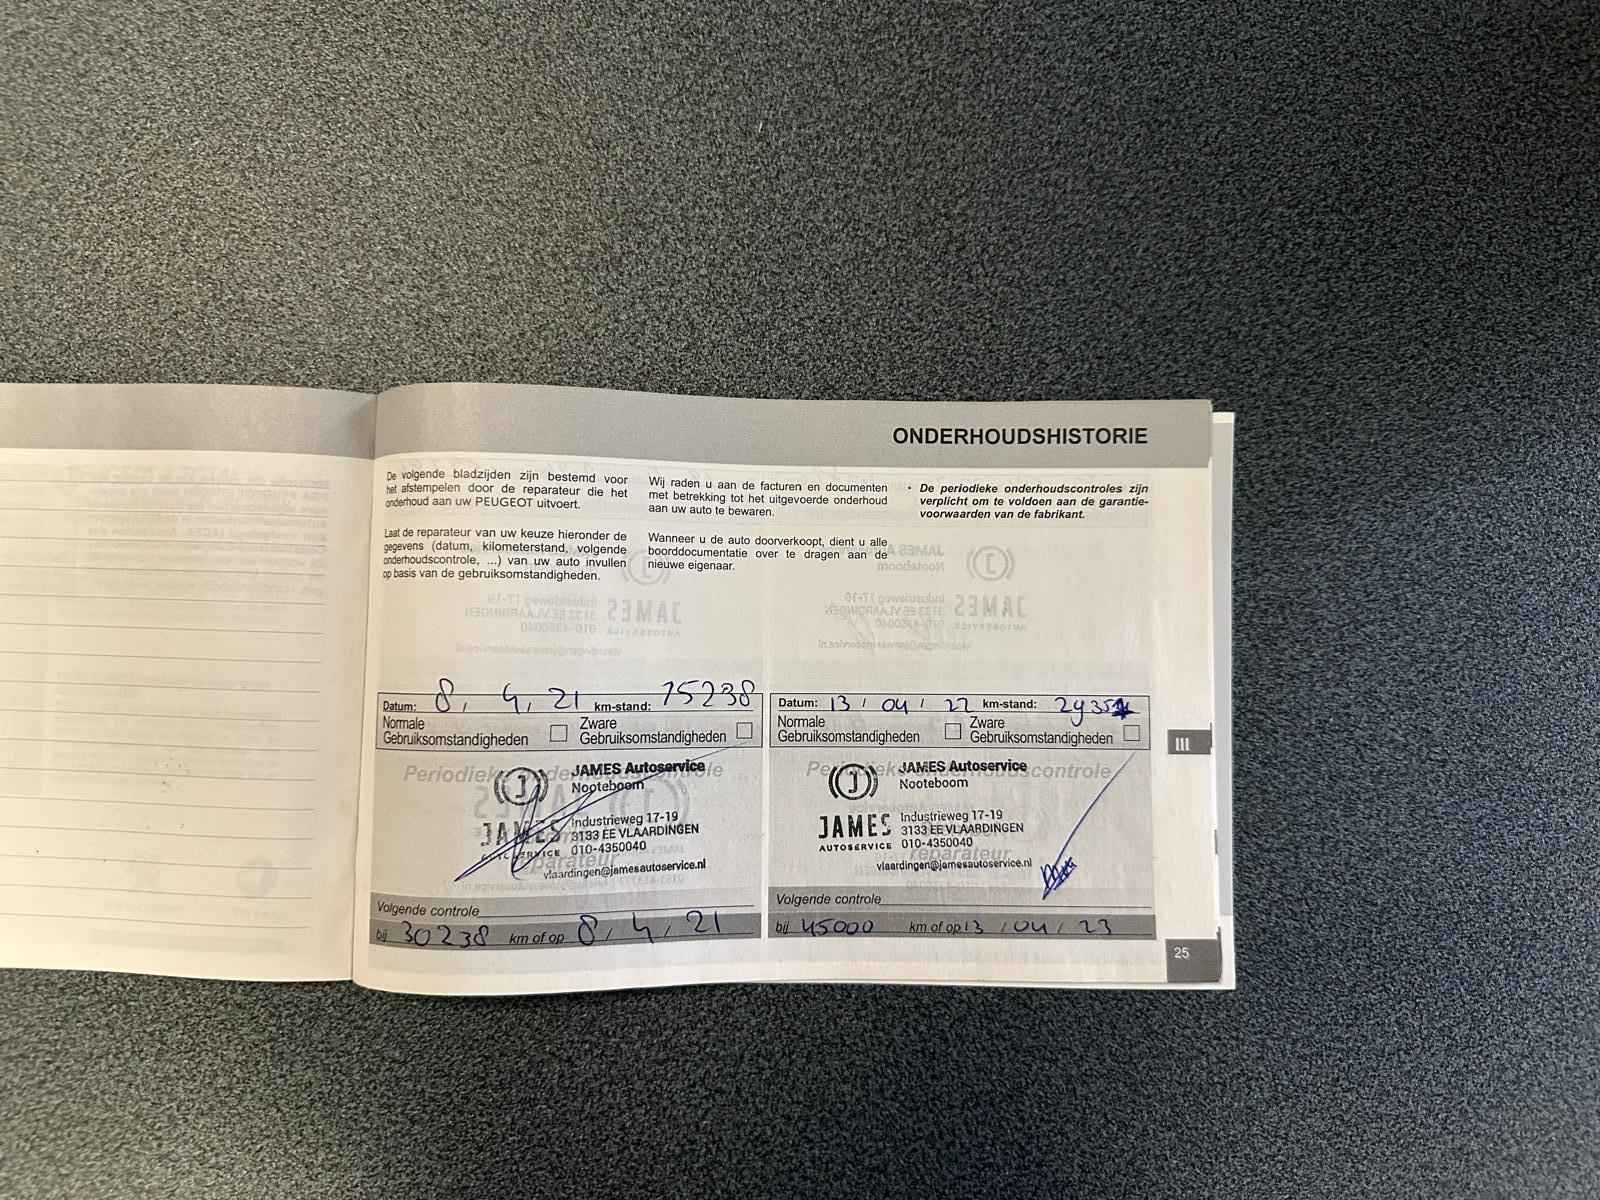 ONDERHOUDSHISTORIE
De volgende bladzijden zijn bestemd voor
het afstempelen door de reparateur die het
onderhoud aan uw PEUGEOT uitvoert.
Laat de reparateur van uw keuze hieronder de
gegevens (datum, kilometerstand, volgende
onderhoudscontrole, ...) van uw auto invullen
op basis van de gebruiksomstandigheden.
Wij raden u aan de facturen en documenten
met betrekking tot het uitgevoerde onderhoud
aan uw auto te bewaren.
Wanneer u de auto doorverkoopt, dient u alle
boorddocumentatie over te dragen aan de
nieuwe eigenaar.
• De periodieke onderhoudscontroles zijn
verplicht om te voldoen aan de garantie-
voorwaarden van de fabrikant.
Datum: 8 / 4 / 21 km-stand: 15238
Normale Zware
Gebruiksomstandigheden Gebruiksomstandigheden
Periodieke onderhoudscontrole
JAMES Autoservice
Nooteboom
JAMES
AUTOSERVICE
Industrieweg 17-19
3133 EE VLAARDINGEN
010-4350040
reparateur
vlaardingen@jamesautoservice.nl
Volgende controle
bij 30238 km of op 8 / 4 / 21
Datum: 13 / 04 / 22 km-stand:
Normale Zware
Gebruiksomstandigheden Gebruiksomstandigheden
Periodieke onderhoudscontrole
JAMES Autoservice
Nooteboom
JAMES
AUTOSERVICE
Industrieweg 17-19
3133 EE VLAARDINGEN
010-4350040
reparateur
vlaardingen@jamesautoservice.nl
Volgende controle
bij 45000 km of op 13 / 04 / 23
III
25